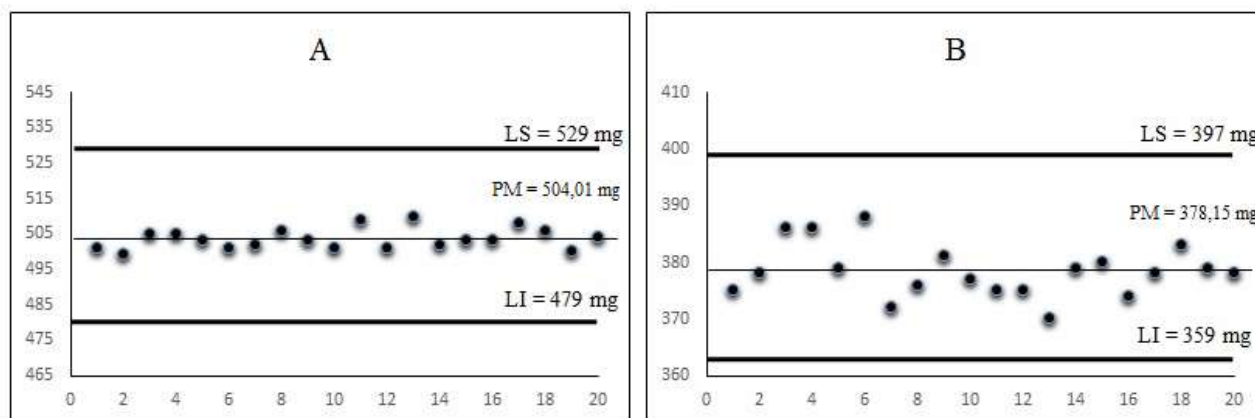 A
545
535
525
515
505
495
485
475
465
LS = 529 mg
PM = 504,01 mg
LI = 479 mg
0 2 4 6 8 10 12 14 16 18 20
B
410
400
390
380
370
360
LS = 397 mg
PM = 378,15 mg
LI = 359 mg
0 2 4 6 8 10 12 14 16 18 20